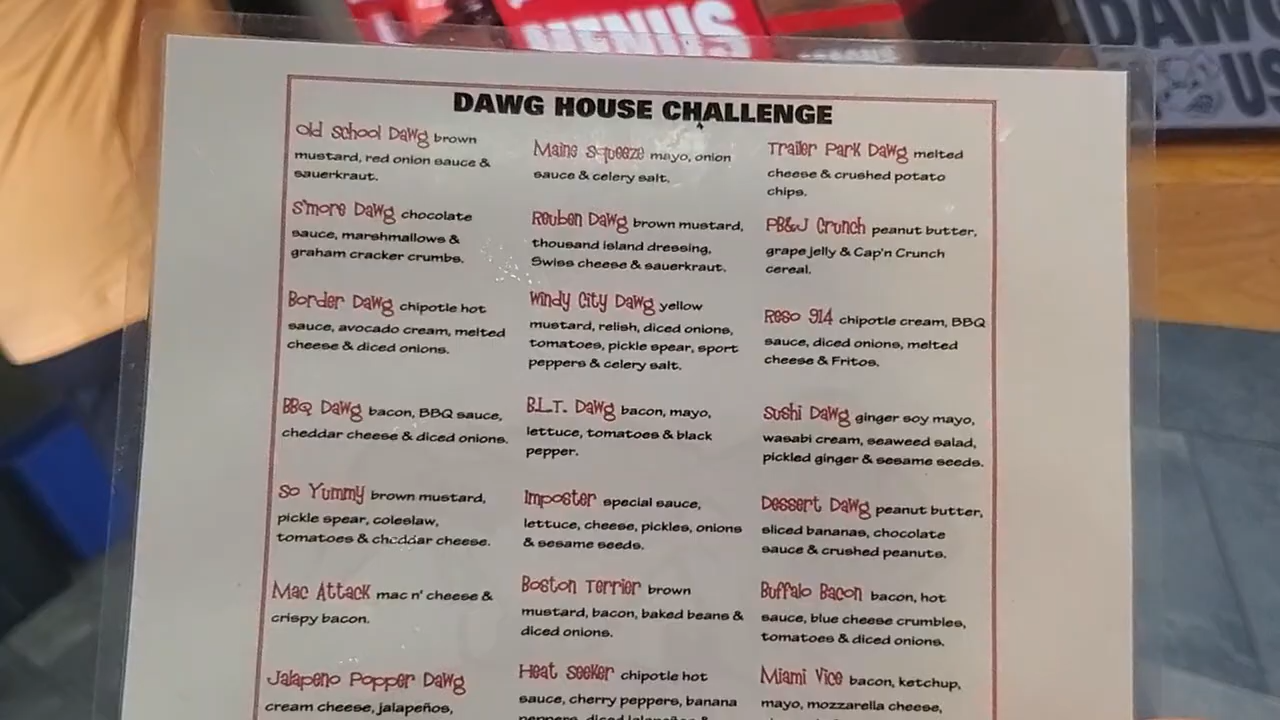 MENUS
DAWG
US
DAWG HOUSE CHALLENGE
Old School Dawg brown
mustard, red onion sauce &
sauerkraut.
S'more Dawg chocolate
sauce, marshmallows &
graham cracker crumbs.
Border Dawg chipotle hot
sauce, avocado cream, melted
cheese & diced onions.
BBQ Dawg bacon, BBQ sauce,
cheddar cheese & diced onions.
So Yummy brown mustard,
pickle spear, coleslaw,
tomatoes & cheddar cheese.
Mac Attack mac n' cheese &
crispy bacon.
Jalapeno Popper Dawg
cream cheese, jalapeños,
Maine Squeeze mayo, onion
sauce & celery salt.
Reuben Dawg brown mustard,
thousand island dressing,
Swiss cheese & sauerkraut.
Windy City Dawg yellow
mustard, relish, diced onions,
tomatoes, pickle spear, sport
peppers & celery salt.
B.L.T. Dawg bacon, mayo,
lettuce, tomatoes & black
pepper.
Imposter special sauce,
lettuce, cheese, pickles, onions
& sesame seeds.
Boston Terrier brown
mustard, bacon, baked beans &
diced onions.
Heat Seeker chipotle hot
sauce, cherry peppers, banana
peppers, diced jalapeños &
Trailer Park Dawg melted
cheese & crushed potato
chips.
PB&J Crunch peanut butter,
grape jelly & Cap'n Crunch
cereal.
Reso 914 chipotle cream, BBQ
sauce, diced onions, melted
cheese & Fritos.
Sushi Dawg ginger soy mayo,
wasabi cream, seaweed salad,
pickled ginger & sesame seeds.
Dessert Dawg peanut butter,
sliced bananas, chocolate
sauce & crushed peanuts.
Buffalo Bacon bacon, hot
sauce, blue cheese crumbles,
tomatoes & diced onions.
Miami Vice bacon, ketchup,
mayo, mozzarella cheese,